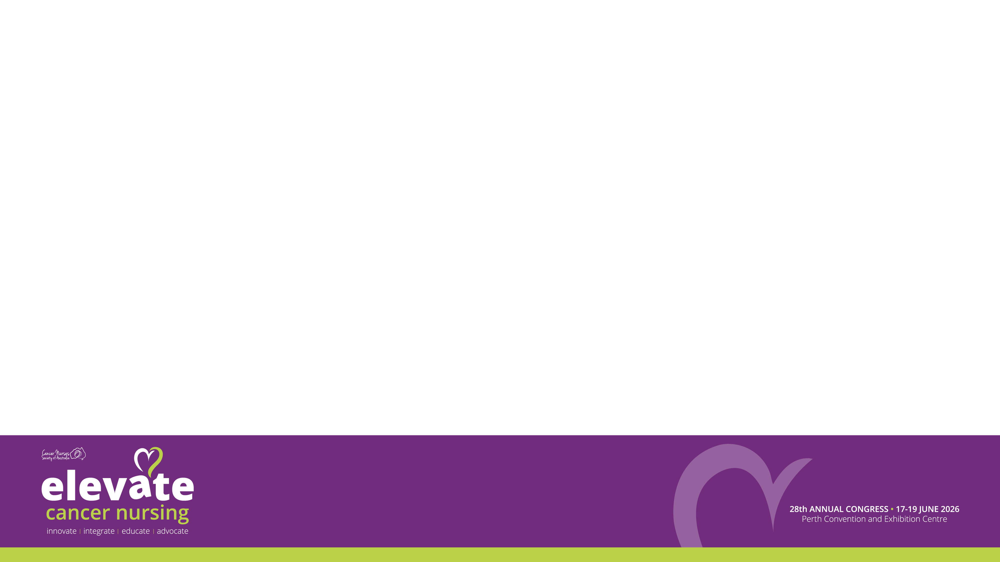 Cancer Nurses
Society of Australia
elevate
cancer nursing
innovate | integrate | educate | advocate
28th ANNUAL CONGRESS • 17-19 JUNE 2026
Perth Convention and Exhibition Centre